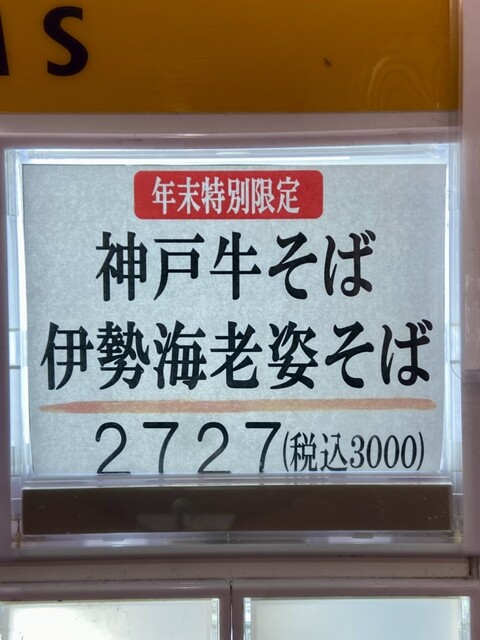 MS
年末特別限定
神戸牛そば
伊勢海老姿そば
2727(税込3000)